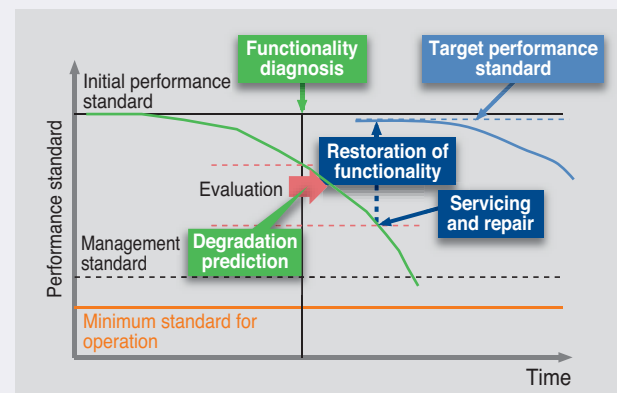 Functionality
diagnosis
Target performance
standard
Initial performance
standard
Restoration of
functionality
Evaluation
Servicing
and repair
Degradation
prediction
Management
standard
Minimum standard for
operation
Performance standard
Time